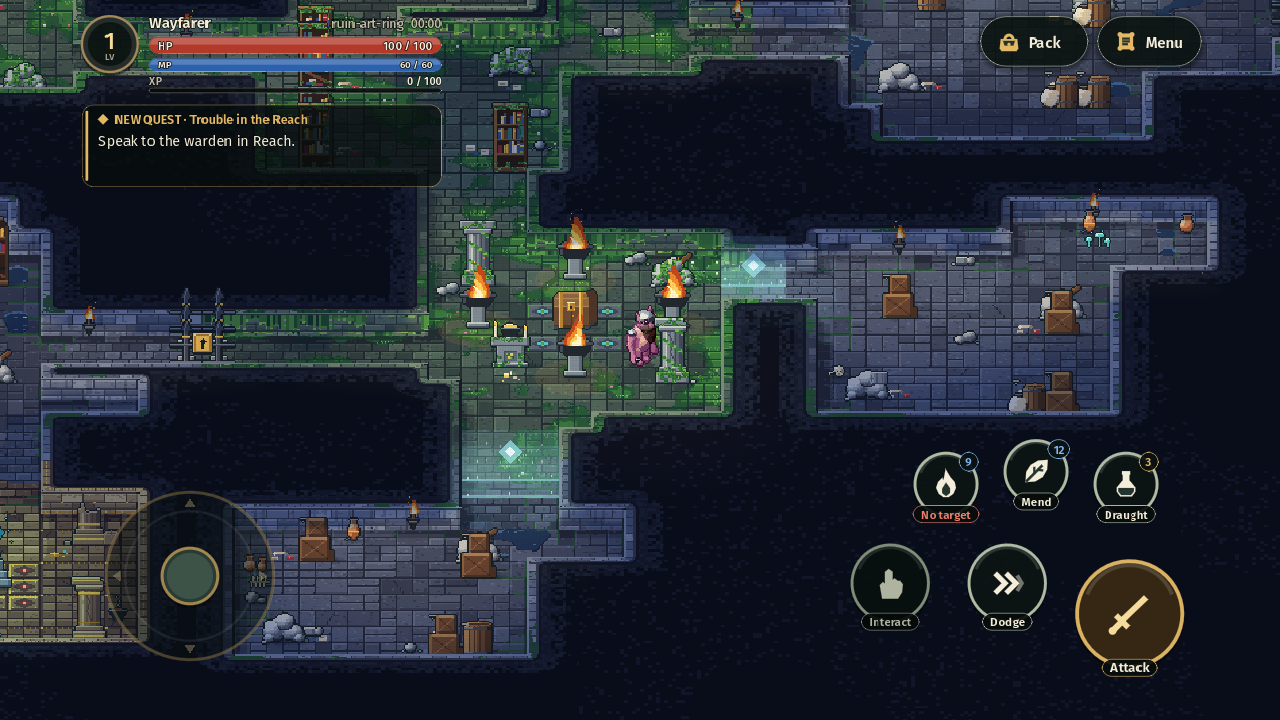 Wayfarer ruin-art-ring 00:00
1
LV
HP 100 / 100
MP 60 / 60
XP 0 / 100
NEW QUEST · Trouble in the Reach
Speak to the warden in Reach.
Pack
Menu
9
No target
12
Mend
3
Draught
Interact
Dodge
Attack